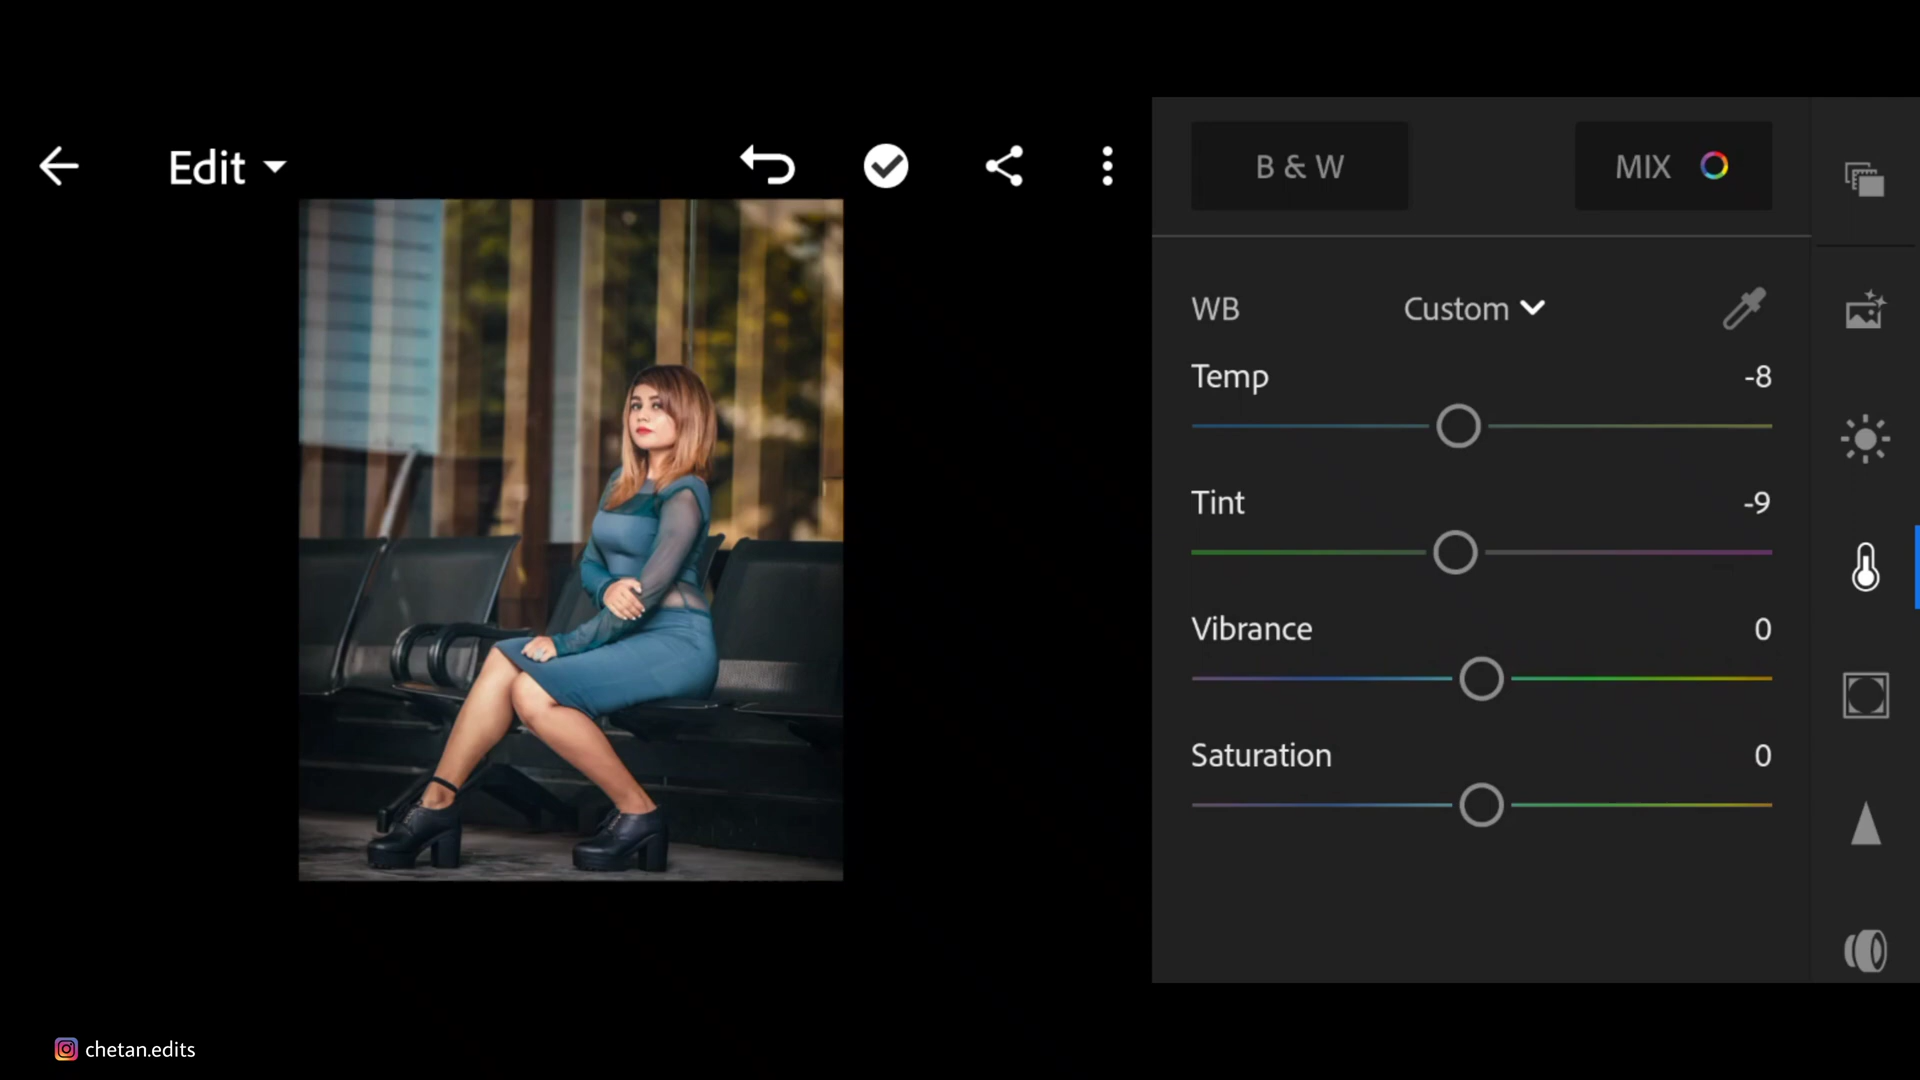 Edit
B & W
MIX
WB
Custom
Temp
-8
Tint
-9
Vibrance
0
Saturation
0
chetan.edits